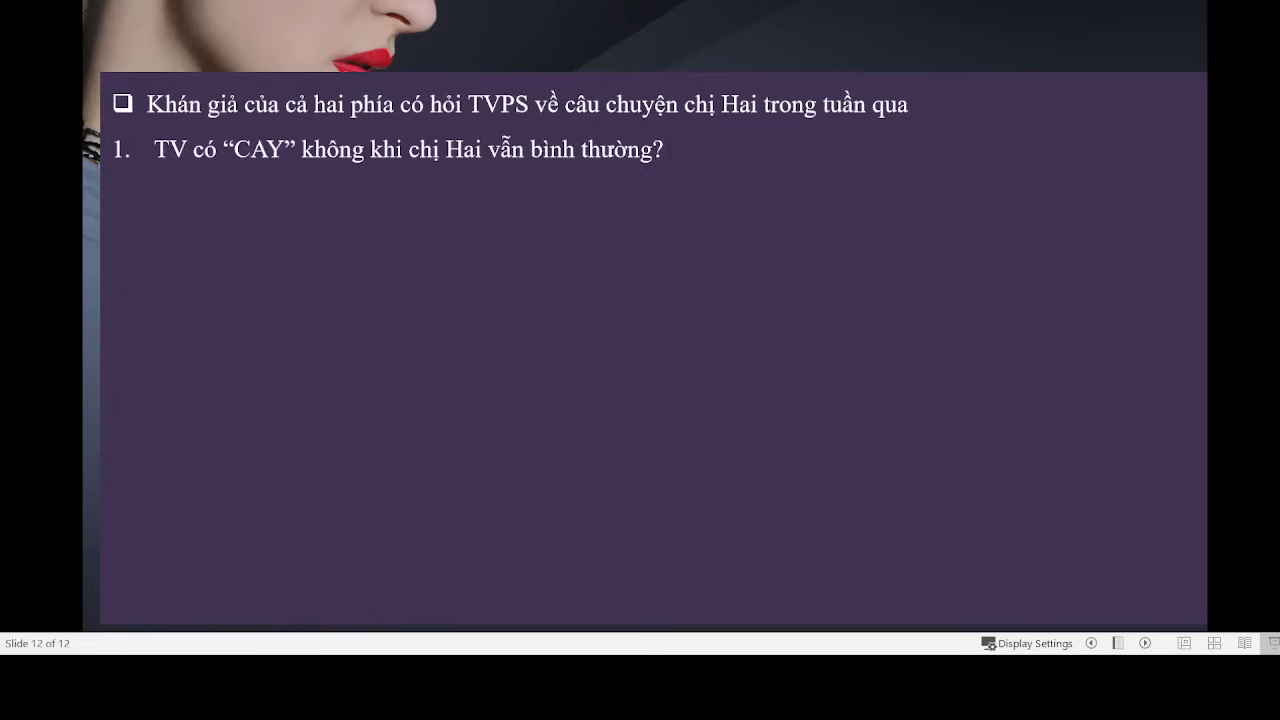 Khán giả của cả hai phía có hỏi TVPS về câu chuyện chị Hai trong tuần qua
1. TV có “CAY” không khi chị Hai vẫn bình thường?
Slide 12 of 12
Display Settings